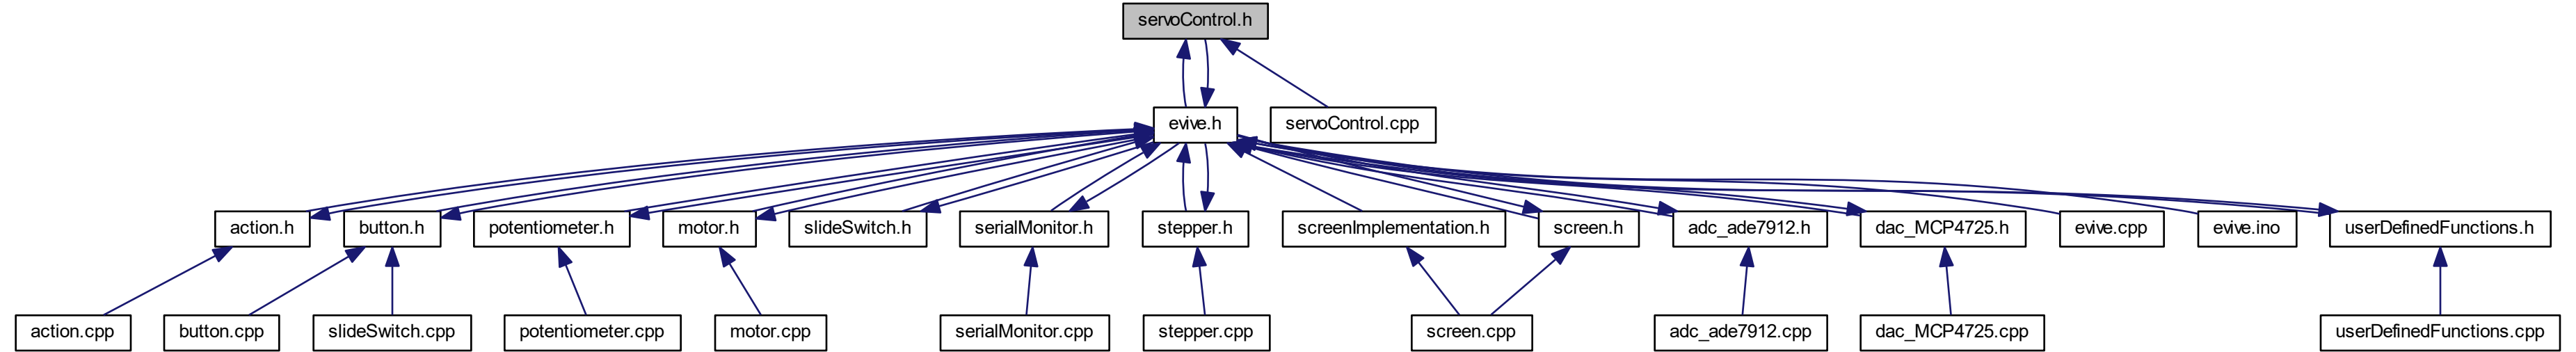 servoControl.h
evive.h
servoControl.cpp
action.h
button.h
potentiometer.h
motor.h
slideSwitch.h
serialMonitor.h
stepper.h
screenImplementation.h
screen.h
adc_ade7912.h
dac_MCP4725.h
evive.cpp
evive.ino
userDefinedFunctions.h
action.cpp
button.cpp
slideSwitch.cpp
potentiometer.cpp
motor.cpp
serialMonitor.cpp
stepper.cpp
screen.cpp
adc_ade7912.cpp
dac_MCP4725.cpp
userDefinedFunctions.cpp